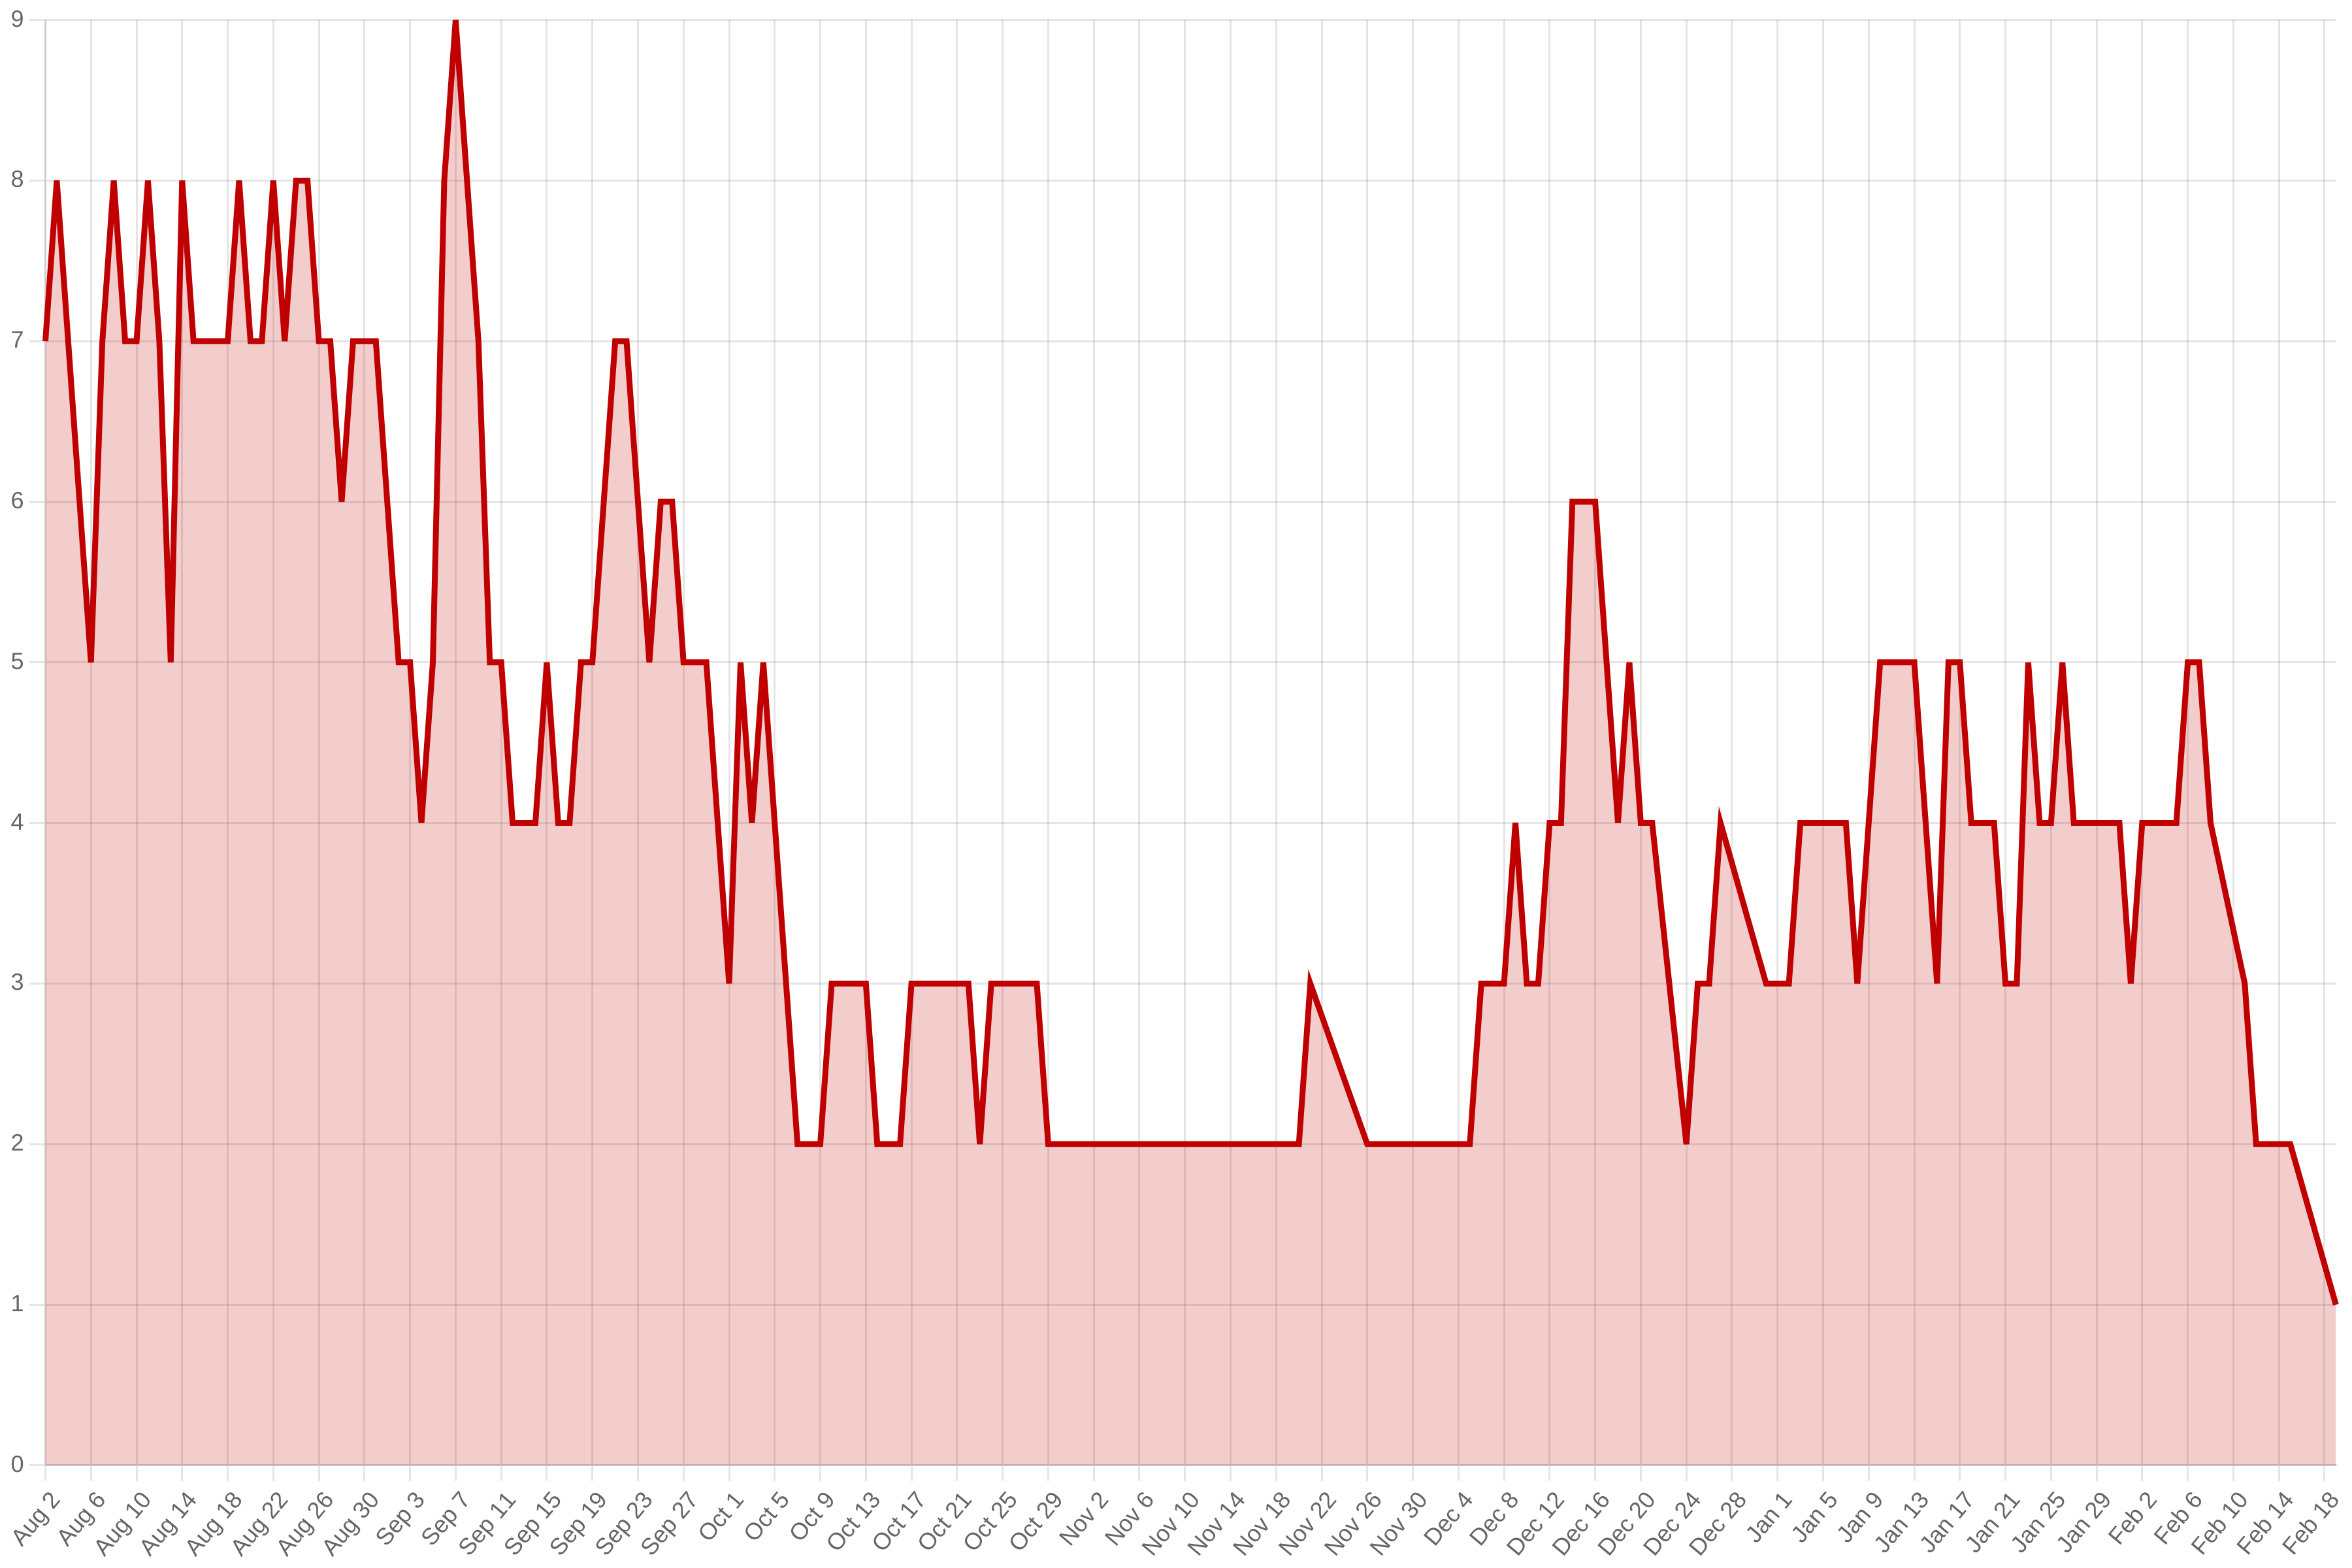 9
8
7
6
5
4
3
2
1
0
Aug 2
Aug 6
Aug 10
Aug 14
Aug 18
Aug 22
Aug 26
Aug 30
Sep 3
Sep 7
Sep 11
Sep 15
Sep 19
Sep 23
Sep 27
Oct 1
Oct 5
Oct 9
Oct 13
Oct 17
Oct 21
Oct 25
Oct 29
Nov 2
Nov 6
Nov 10
Nov 14
Nov 18
Nov 22
Nov 26
Nov 30
Dec 4
Dec 8
Dec 12
Dec 16
Dec 20
Dec 24
Dec 28
Jan 1
Jan 5
Jan 9
Jan 13
Jan 17
Jan 21
Jan 25
Jan 29
Feb 2
Feb 6
Feb 10
Feb 14
Feb 18